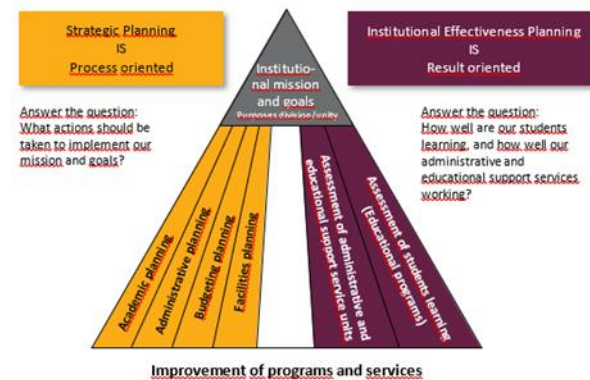 Strategic Planning
IS
Process oriented
Institutional Effectiveness Planning
IS
Result oriented
Institutio-
nal mission
and goals
Purposes division/unity
Answer the question:
What actions should be
taken to implement our
mission and goals?
Answer the question:
How well are our students
learning, and how well our
administrative and
educational support services
working?
Academic planning
Administrative planning
Budgeting planning
Facilities planning
Assessment of administrative and
educational support service units
Assessment of students learning
(Educational programs)
Improvement of programs and services